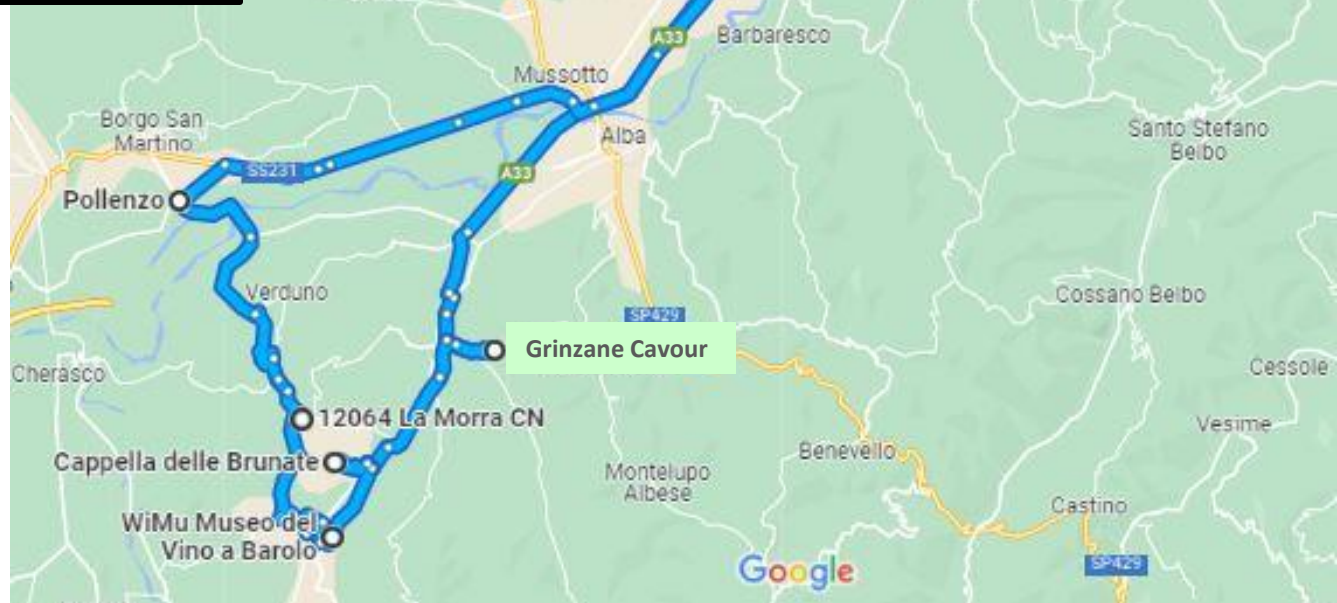 A33
Barbaresco
Mussotto
Borgo San
Martino
Alba
Santo Stefano
Belbo
SS231
A33
Pollenzo
Verduno
Cossano Belbo
SP429
Grinzane Cavour
Cherasco
Cessole
12064 La Morra CN
Vesime
Cappella delle Brunate
Benevello
Montelupo
Albese
Castino
WiMu Museo del
Vino a Barolo
Google
SP429